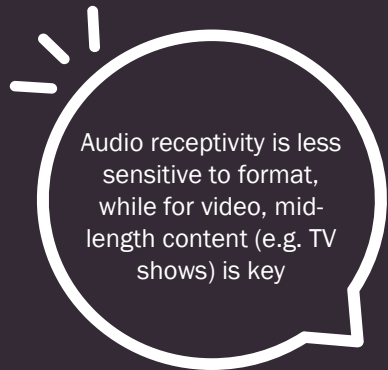 Audio receptivity is less
sensitive to format,
while for video, mid-
length content (e.g. TV
shows) is key